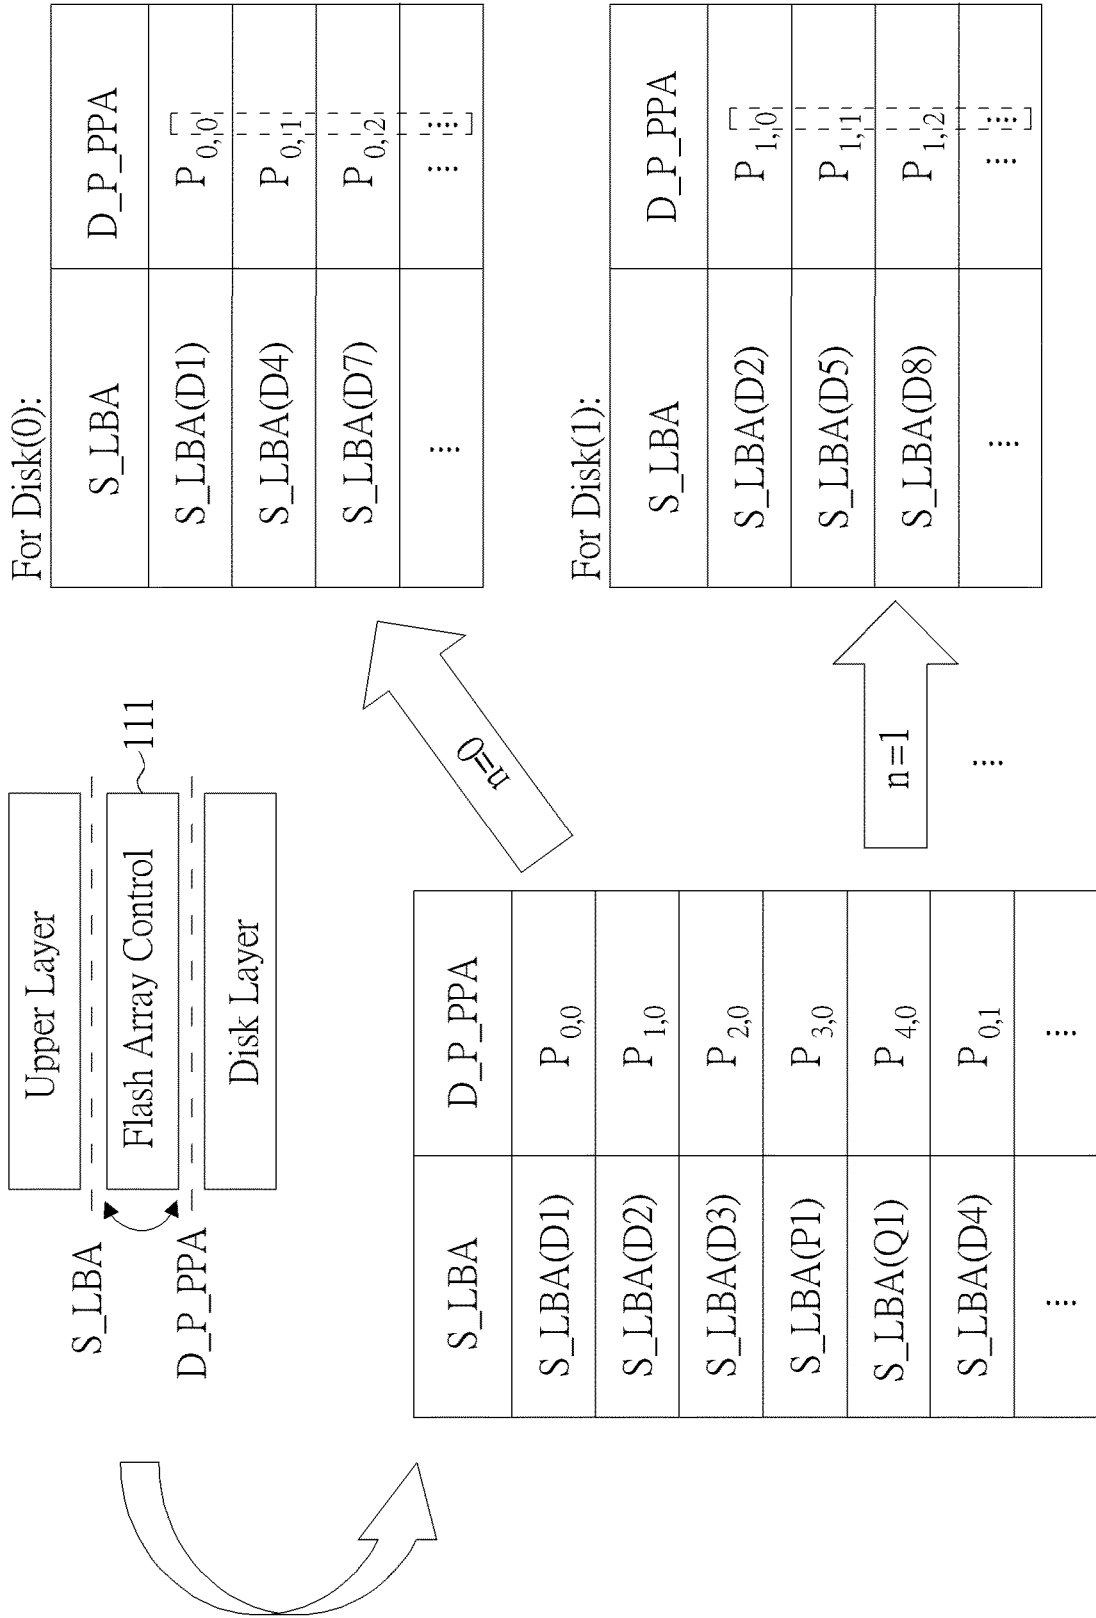 Upper Layer
S_LBA
Flash Array Control
111
D_P_PPA
Disk Layer
S_LBA D_P_PPA
S_LBA(D1) P0,0
S_LBA(D2) P1,0
S_LBA(D3) P2,0
S_LBA(P1) P3,0
S_LBA(Q1) P4,0
S_LBA(D4) P0,1
.... ....
n=0
n=1
....
For Disk(0):
S_LBA D_P_PPA
S_LBA(D1) P0,0
S_LBA(D4) P0,1
S_LBA(D7) P0,2
.... .... ....
For Disk(1):
S_LBA D_P_PPA
S_LBA(D2) P1,0
S_LBA(D5) P1,1
S_LBA(D8) P1,2
.... .... ....